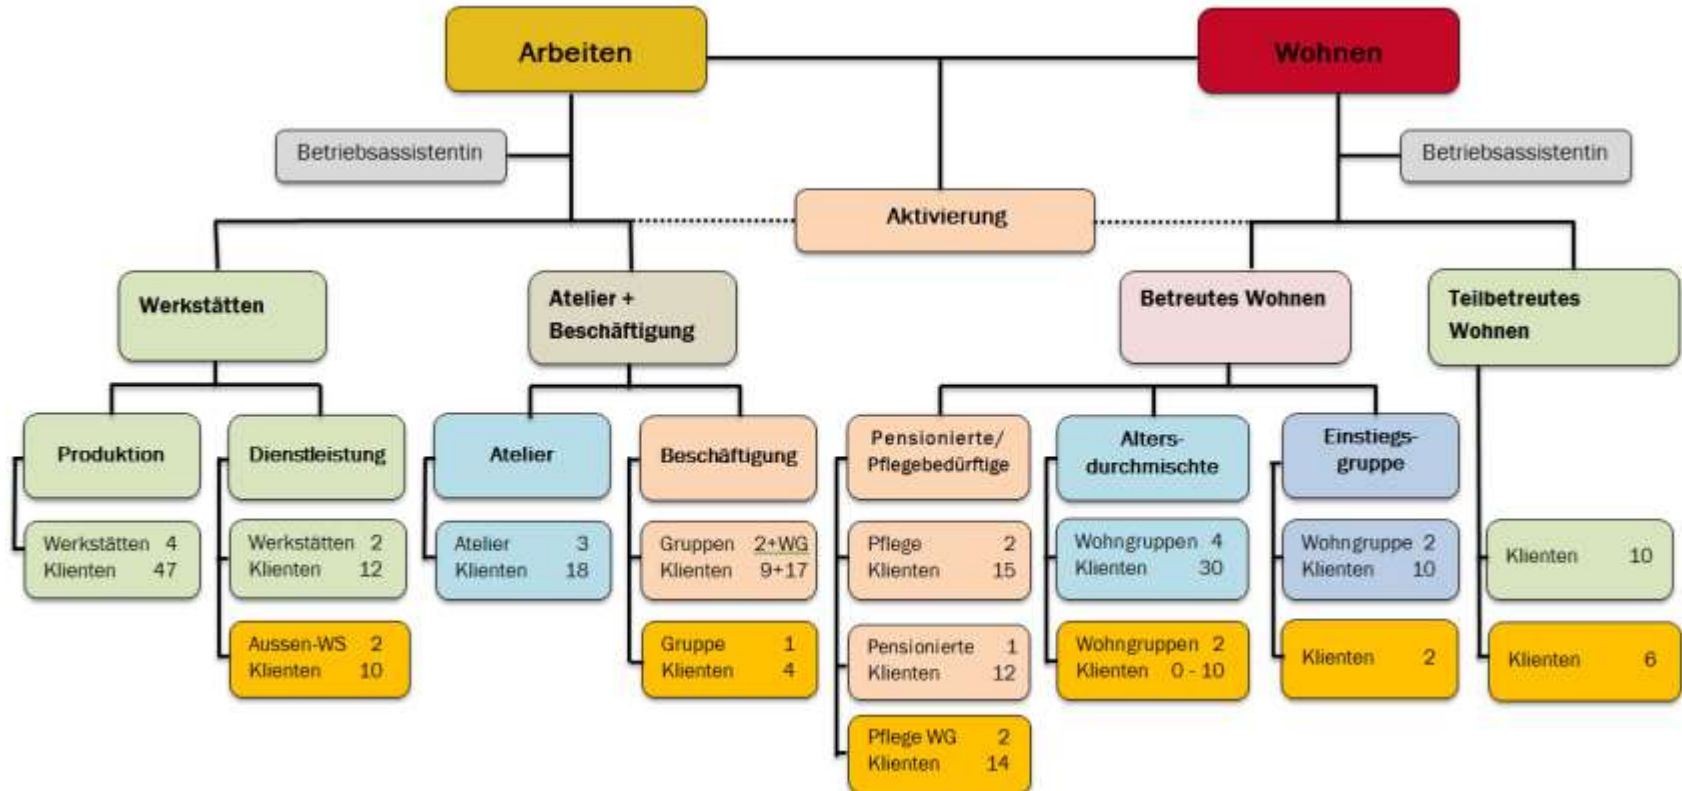 Arbeiten
Wohnen
Betriebsassistentin
Betriebsassistentin
Aktivierung
Werkstätten
Atelier +
Beschäftigung
Betreutes Wohnen
Teilbetreutes
Wohnen
Produktion
Dienstleistung
Atelier
Beschäftigung
Pensionierte/
Pflegebedürftige
Alters-
durchmischte
Einstiegs-
gruppe
Werkstätten 4
Klienten 47
Werkstätten 2
Klienten 12
Atelier 3
Klienten 18
Gruppen 2+WG
Klienten 9+17
Pflege 2
Klienten 15
Wohngruppen 4
Klienten 30
Wohngruppe 2
Klienten 10
Klienten 10
Aussen-WS 2
Klienten 10
Gruppe 1
Klienten 4
Pensionierte 1
Klienten 12
Wohngruppen 2
Klienten 0 - 10
Klienten 2
Klienten 6
Pflege WG 2
Klienten 14